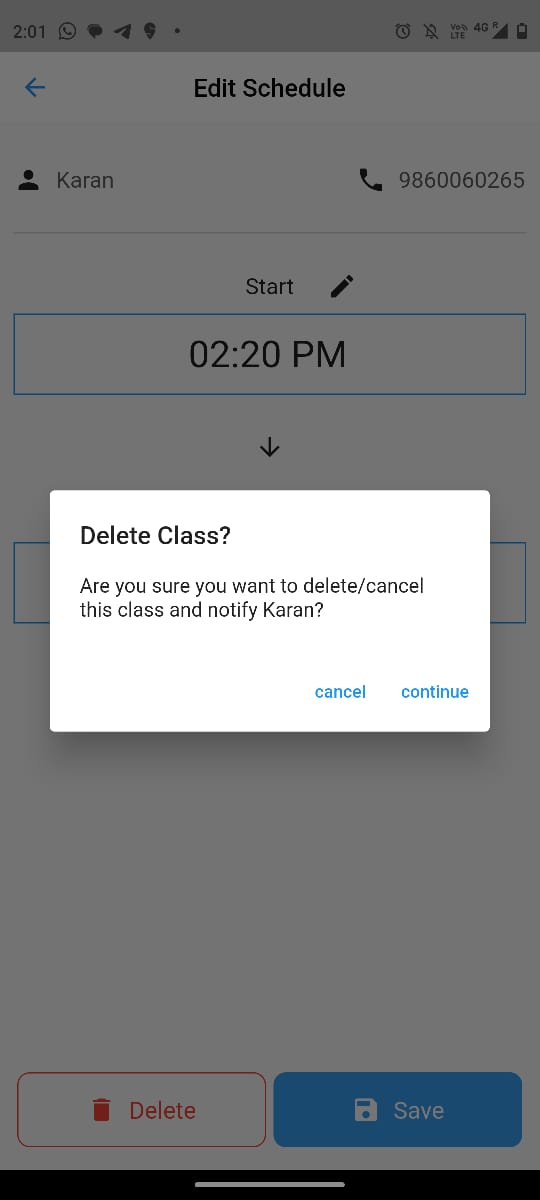 2:01
VoD LTE 4G R
Edit Schedule
Karan
9860060265
Start
02:20 PM
Delete Class?
Are you sure you want to delete/cancel
this class and notify Karan?
cancel continue
Delete
Save